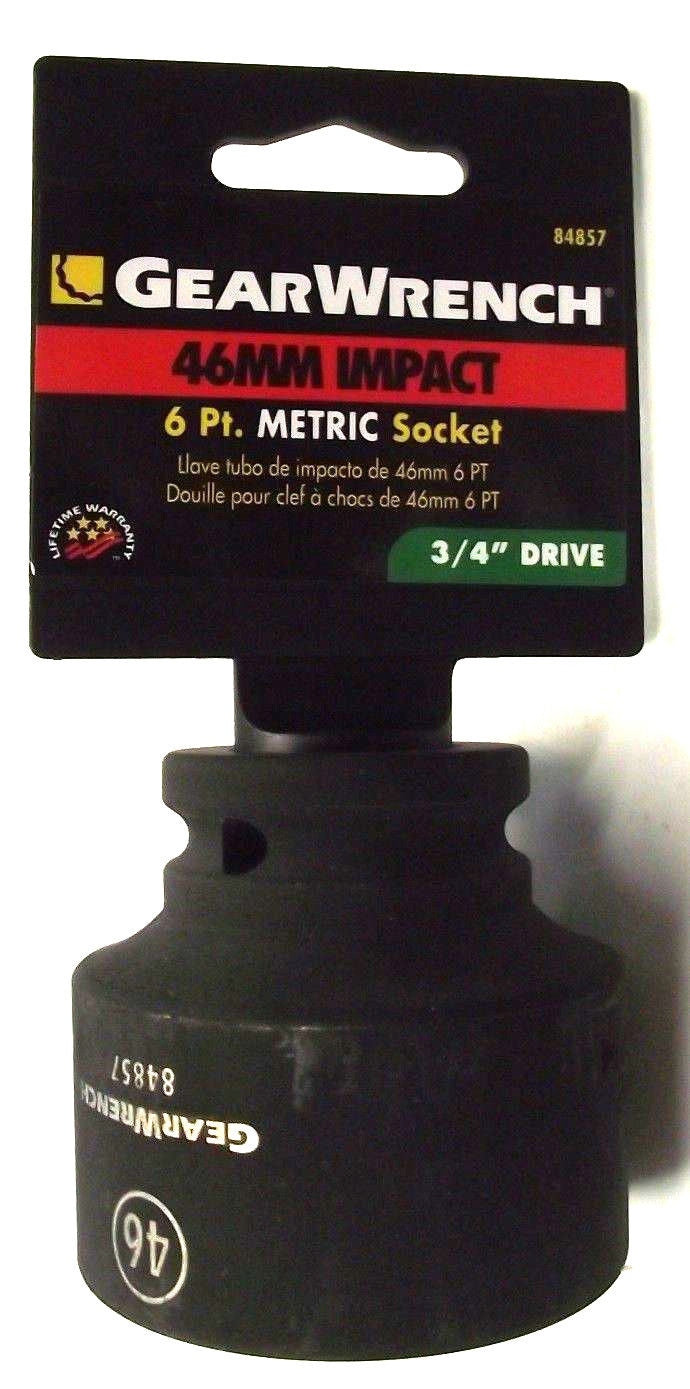 84857
GEARWRENCH®
46MM IMPACT
6 Pt. METRIC Socket
Llave tubo de impacto de 46mm 6 PT
Douille pour clef à chocs de 46mm 6 PT
LIFETIME WARRANTY™
3/4” DRIVE
84857
GEARWRENCH
46